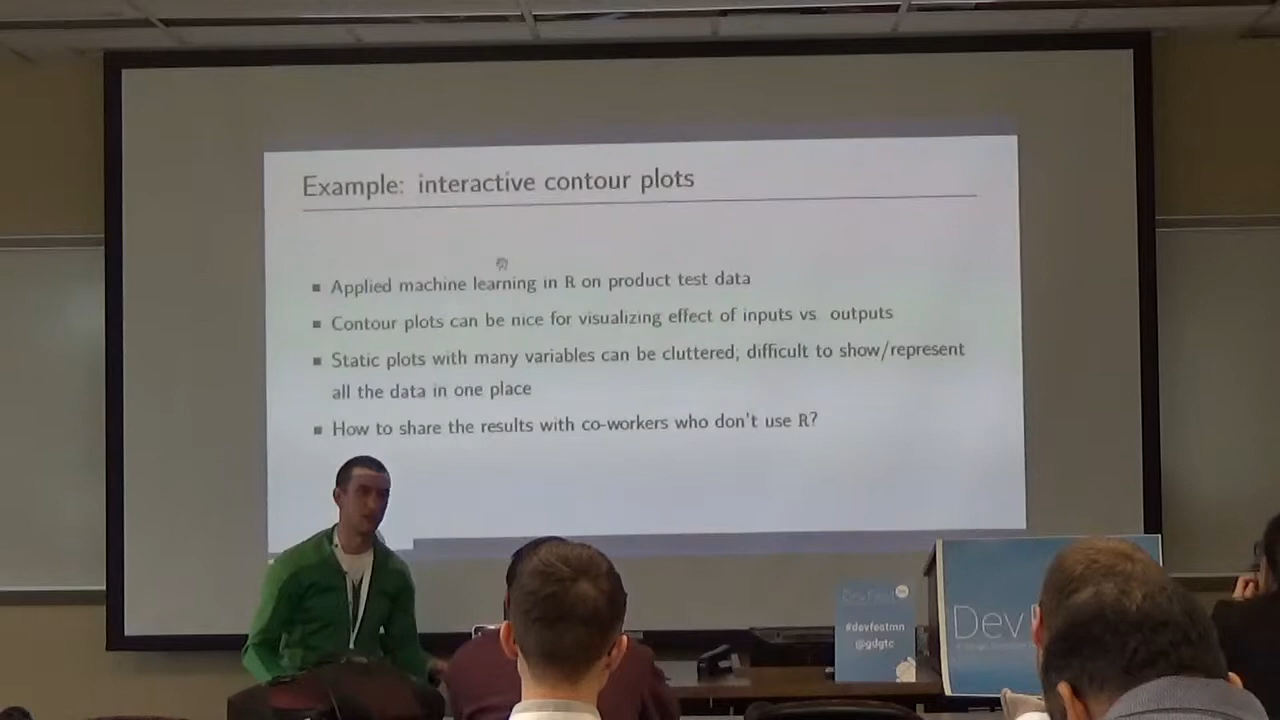 Example: interactive contour plots
Applied machine learning in R on product test data
Contour plots can be nice for visualizing effect of inputs vs. outputs
Static plots with many variables can be cluttered; difficult to show/represent
all the data in one place
How to share the results with co-workers who don't use R?
#devfestmn
@gdgtc
Dev